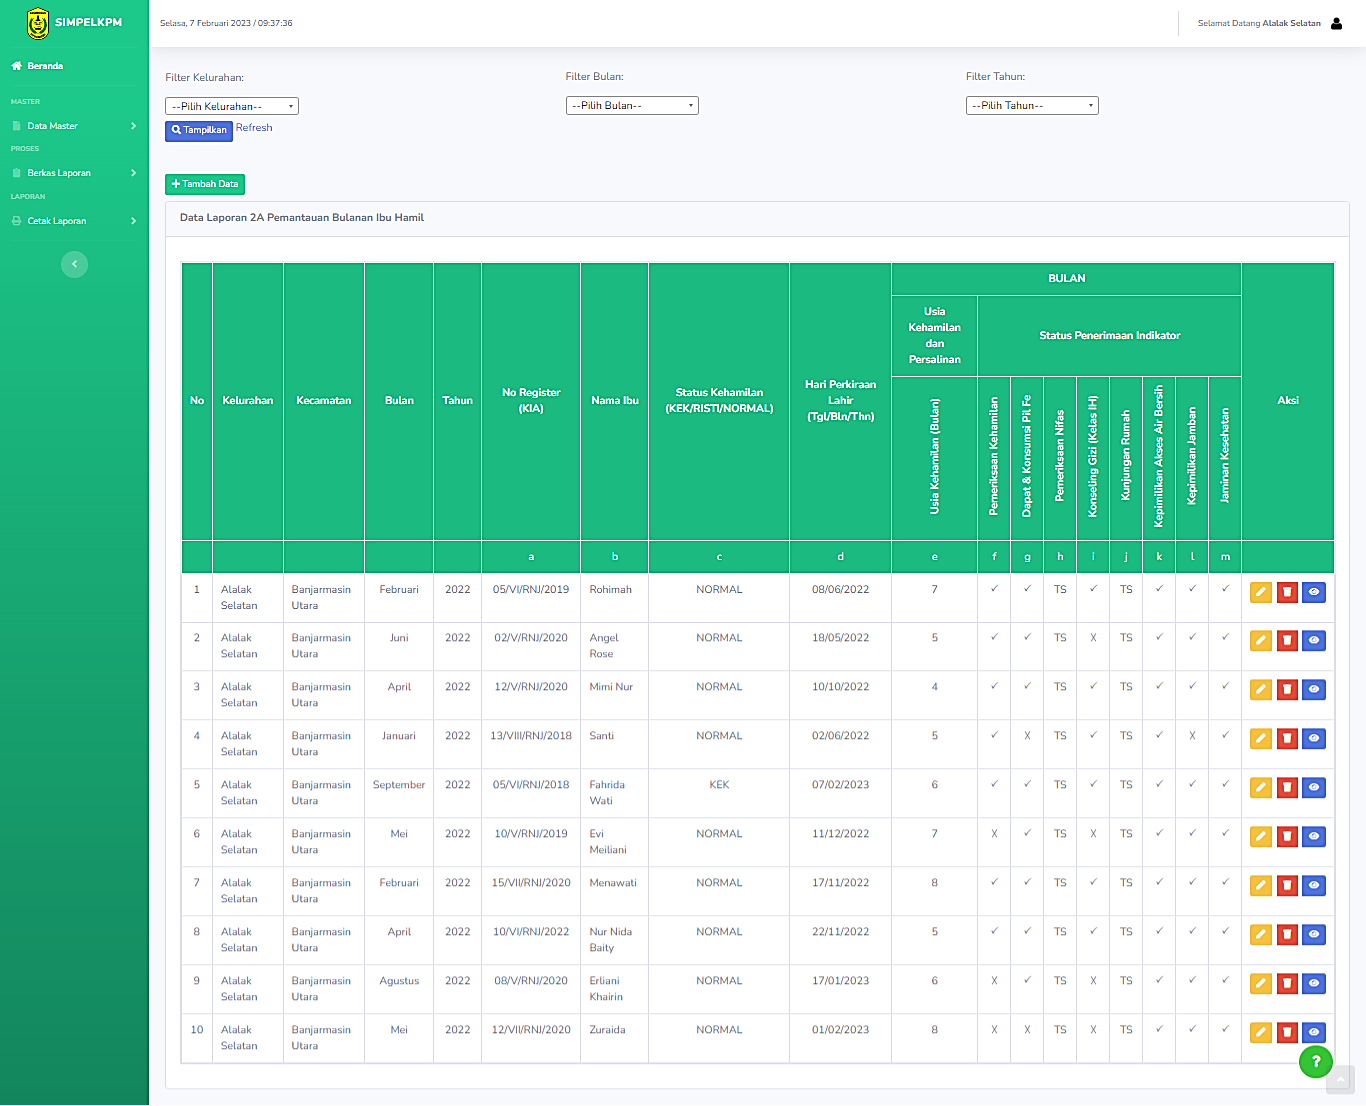 SIMPELKPM
Selasa, 7 Februari 2023 / 09:37:36
Selamat Datang Alalak Selatan
Beranda
MASTER
Data Master
PROSES
Berkas Laporan
LAPORAN
Cetak Laporan
Filter Kelurahan:
Filter Bulan:
Filter Tahun:
--Pilih Kelurahan--
--Pilih Bulan--
--Pilih Tahun--
Tampilkan Refresh
Tambah Data
Data Laporan 2A Pemantauan Bulanan Ibu Hamil
No
Kelurahan
Kecamatan
Bulan
Tahun
No Register
(KIA)
Nama Ibu
Status Kehamilan
(KEK/RISTI/NORMAL)
Hari Perkiraan
Lahir
(Tgl/Bln/Thn)
BULAN
Usia
Kehamilan
dan
Persalinan
Status Penerimaan Indikator
Usia Kehamilan (Bulan)
Pemeriksaan Kehamilan
Dapat & Konsumsi Pil Fe
Pemeriksaan Nifas
Konseling Gizi (Kelas IH)
Kunjungan Rumah
Kepimilikan Akses Air Bersih
Kepimilikan Jamban
Jaminan Kesehatan
Aksi
a b c d e f g h i j k l m
1 Alalak Banjarmasin Februari 2022 05/VI/RNJ/2019 Rohimah NORMAL 08/06/2022 7 ✓ ✓ TS ✓ TS ✓ ✓ ✓
Selatan Utara
2 Alalak Banjarmasin Juni 2022 02/V/RNJ/2020 Angel NORMAL 18/05/2022 5 ✓ ✓ TS X TS ✓ ✓ ✓
Selatan Utara Rose
3 Alalak Banjarmasin April 2022 12/V/RNJ/2020 Mimi Nur NORMAL 10/10/2022 4 ✓ ✓ TS ✓ TS ✓ ✓ ✓
Selatan Utara
4 Alalak Banjarmasin Januari 2022 13/VIII/RNJ/2018 Santi NORMAL 02/06/2022 5 ✓ X TS ✓ TS ✓ X ✓
Selatan Utara
5 Alalak Banjarmasin September 2022 05/VI/RNJ/2018 Fahrida KEK 07/02/2023 6 ✓ ✓ TS ✓ TS ✓ ✓ ✓
Selatan Utara Wati
6 Alalak Banjarmasin Mei 2022 10/V/RNJ/2019 Evi NORMAL 11/12/2022 7 X ✓ TS X TS ✓ ✓ ✓
Selatan Utara Meiliani
7 Alalak Banjarmasin Februari 2022 15/VII/RNJ/2020 Menawati NORMAL 17/11/2022 8 ✓ ✓ TS ✓ TS ✓ ✓ ✓
Selatan Utara
8 Alalak Banjarmasin April 2022 10/VI/RNJ/2022 Nur Nida NORMAL 22/11/2022 5 ✓ ✓ TS ✓ TS ✓ ✓ ✓
Selatan Utara Baity
9 Alalak Banjarmasin Agustus 2022 08/V/RNJ/2020 Erliani NORMAL 17/01/2023 6 X ✓ TS X TS ✓ ✓ ✓
Selatan Utara Khairin
10 Alalak Banjarmasin Mei 2022 12/VII/RNJ/2020 Zuraida NORMAL 01/02/2023 8 X X TS X TS ✓ ✓ ✓
Selatan Utara
?